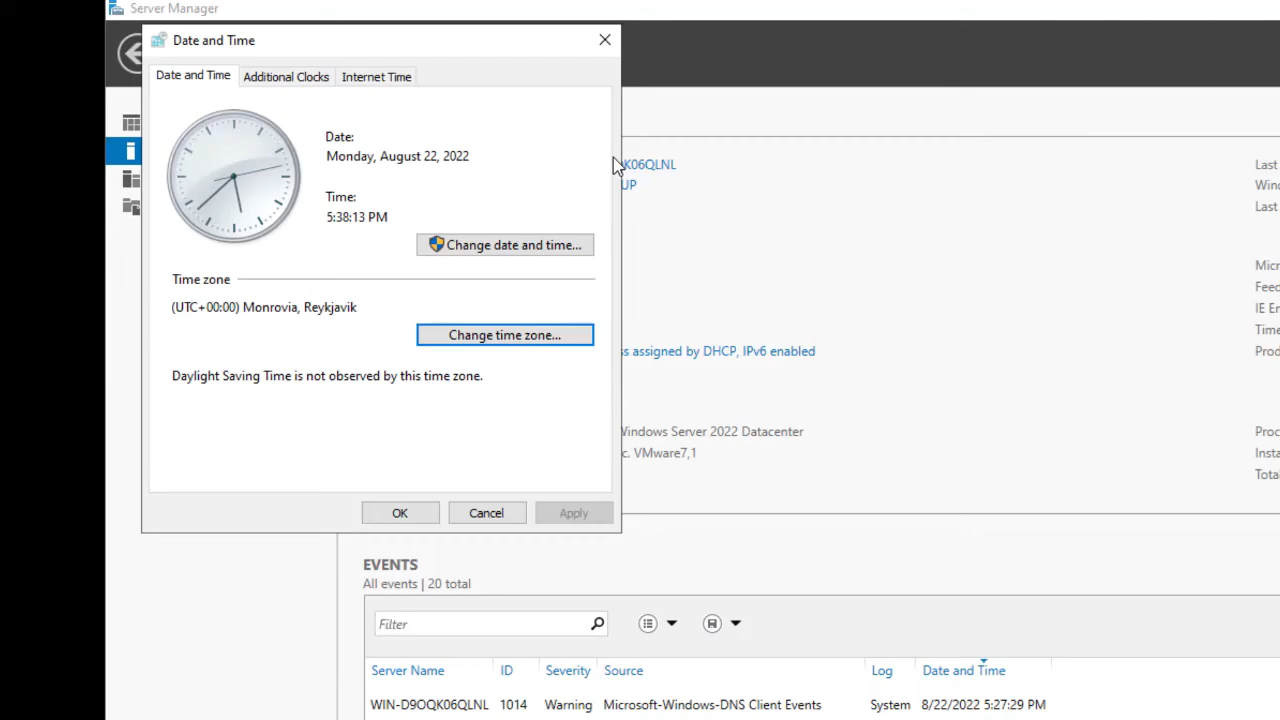 Server Manager
Date and Time
Date and Time
Additional Clocks
Internet Time
Date:
Monday, August 22, 2022
Time:
5:38:13 PM
Change date and time...
Time zone
(UTC+00:00) Monrovia, Reykjavik
Change time zone...
Daylight Saving Time is not observed by this time zone.
OK
Cancel
Apply
K06QLNL
UP
s assigned by DHCP, IPv6 enabled
Windows Server 2022 Datacenter
c. VMware7,1
Last
Wind
Last
Micr
Feed
IE En
Time
Prod
Proc
Insta
Tota
EVENTS
All events | 20 total
Filter
Server Name ID Severity Source Log Date and Time
WIN-D9OQK06QLNL 1014 Warning Microsoft-Windows-DNS Client Events System 8/22/2022 5:27:29 PM